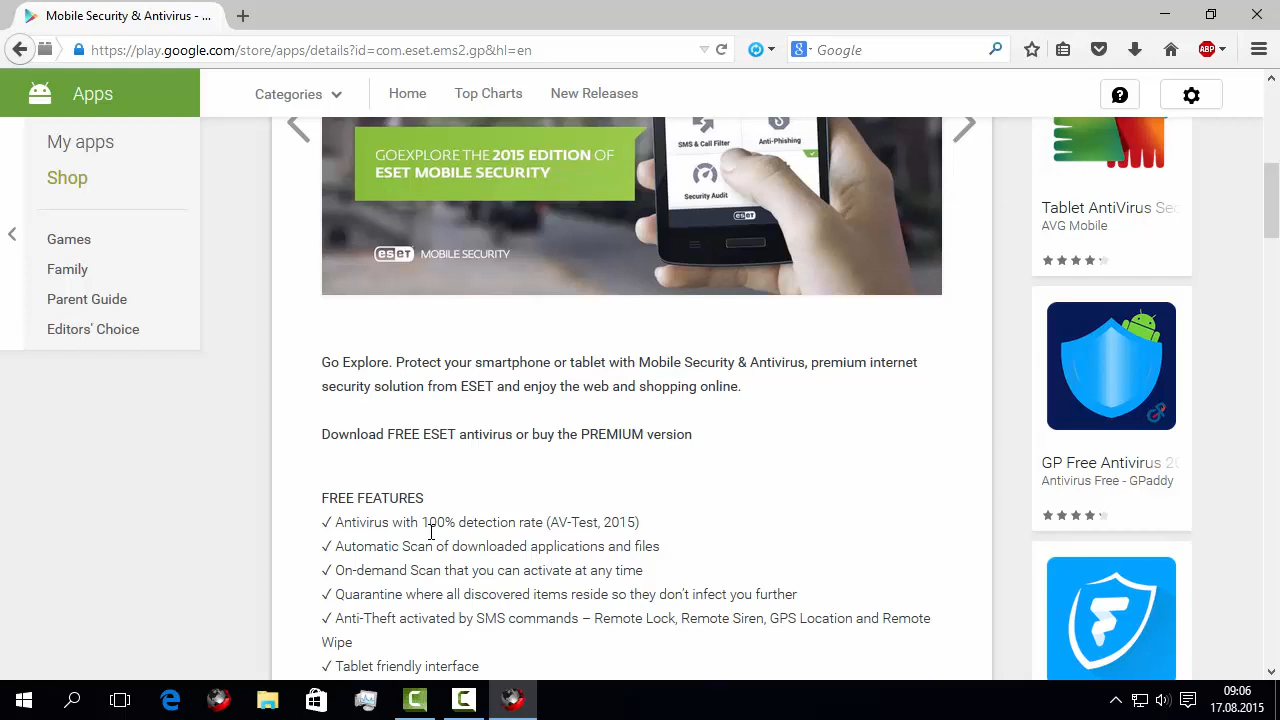 Mobile Security & Antivirus - ...
https://play.google.com/store/apps/details?id=com.eset.ems2.gp&hl=en
Google
ABP
Apps
Categories
Home
Top Charts
New Releases
My apps
Shop
Games
Family
Parent Guide
Editors' Choice
GOEXPLORE THE 2015 EDITION OF
ESET MOBILE SECURITY
SMS & Call Filter
Anti-Phishing
Security Audit
eset
eset MOBILE SECURITY
Go Explore. Protect your smartphone or tablet with Mobile Security & Antivirus, premium internet
security solution from ESET and enjoy the web and shopping online.
Download FREE ESET antivirus or buy the PREMIUM version
FREE FEATURES
✓ Antivirus with 100% detection rate (AV-Test, 2015)
✓ Automatic Scan of downloaded applications and files
✓ On-demand Scan that you can activate at any time
✓ Quarantine where all discovered items reside so they don't infect you further
✓ Anti-Theft activated by SMS commands – Remote Lock, Remote Siren, GPS Location and Remote
Wipe
✓ Tablet friendly interface
Tablet AntiVirus Sec
AVG Mobile
GP
GP Free Antivirus 20
Antivirus Free - GPaddy
09:06
17.08.2015